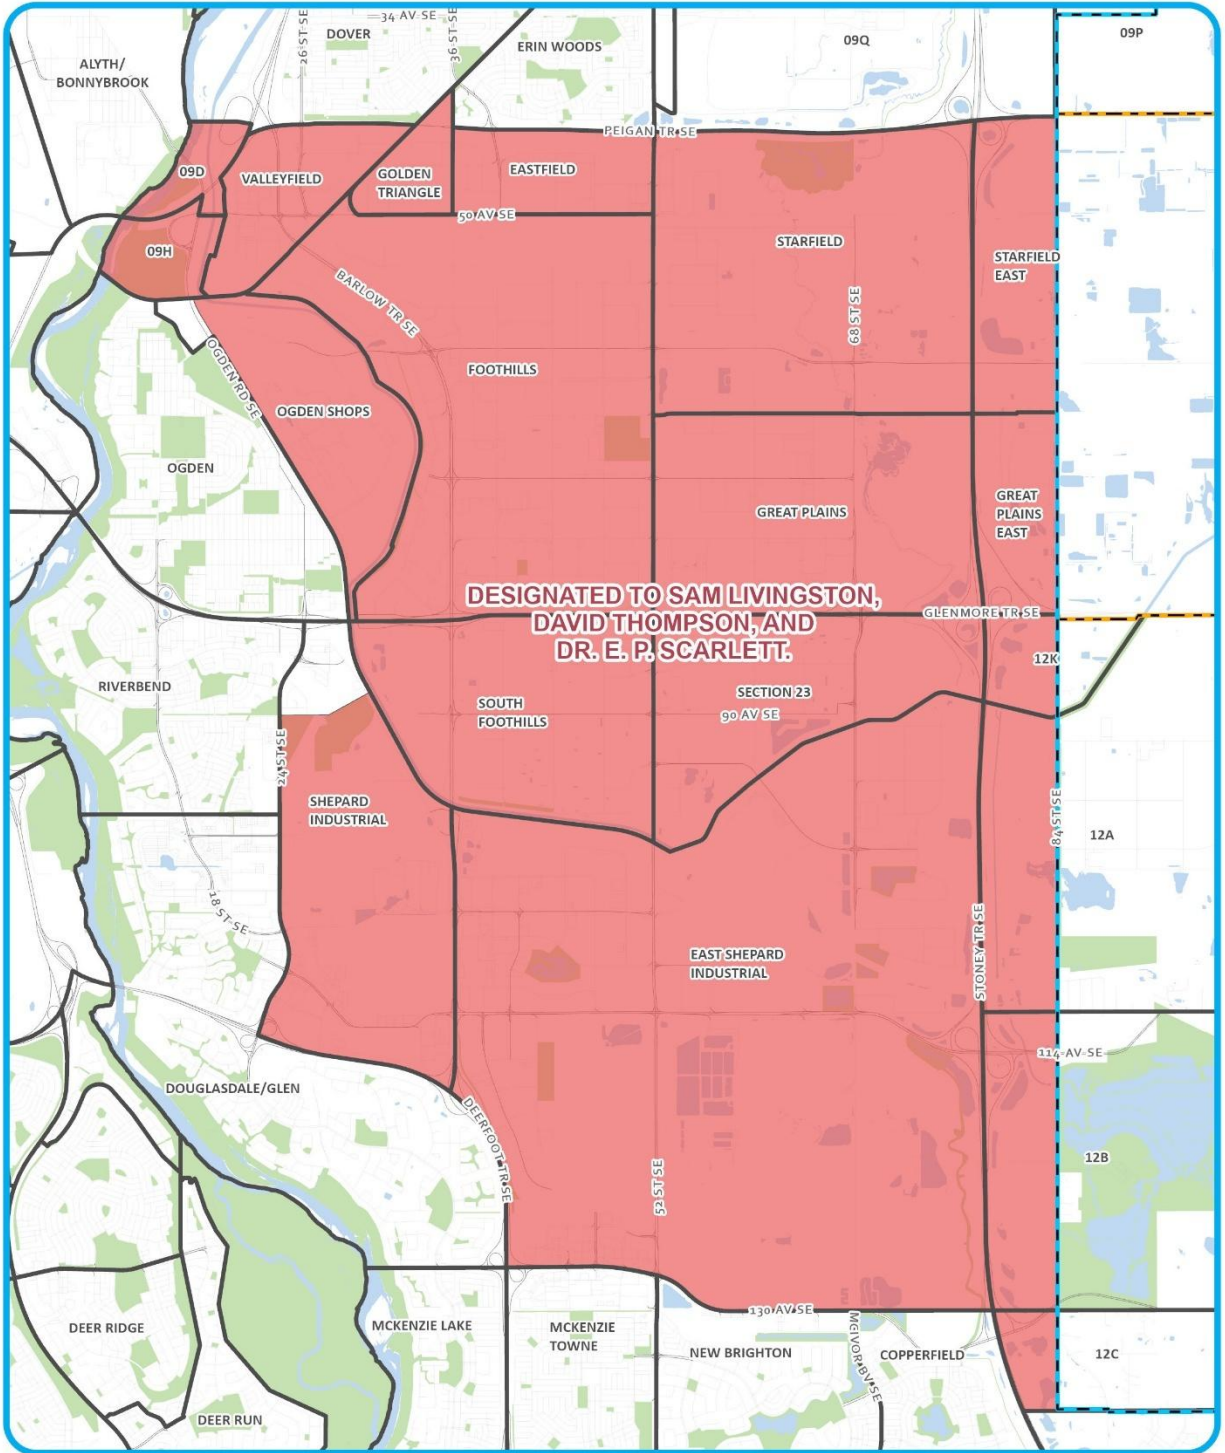 34 AV SE
26 ST SE
36 ST SE
DOVER
ERIN WOODS
09Q
09P
ALYTH/
BONNYBROOK
PEIGAN TR SE
09D
VALLEYFIELD
GOLDEN
TRIANGLE
EASTFIELD
50 AV SE
STARFIELD
STARFIELD
EAST
09H
BARLOW TR SE
68 ST SE
OGDEN RD SE
FOOTHILLS
OGDEN SHOPS
OGDEN
GREAT PLAINS
GREAT
PLAINS
EAST
DESIGNATED TO SAM LIVINGSTON,
DAVID THOMPSON, AND
DR. E. P. SCARLETT.
GLENMORE TR SE
12K
RIVERBEND
SOUTH
FOOTHILLS
SECTION 23
90 AV SE
24 ST SE
SHEPARD
INDUSTRIAL
84 ST SE
12A
18 ST SE
EAST SHEPARD
INDUSTRIAL
STONEY TR SE
114 AV SE
DOUGLASDALE/GLEN
DEERFOOT TR SE
52 ST SE
12B
130 AV SE
DEER RIDGE
MCKENZIE LAKE
MCKENZIE
TOWNE
NEW BRIGHTON
MCIVOR BV SE
COPPERFIELD
12C
DEER RUN